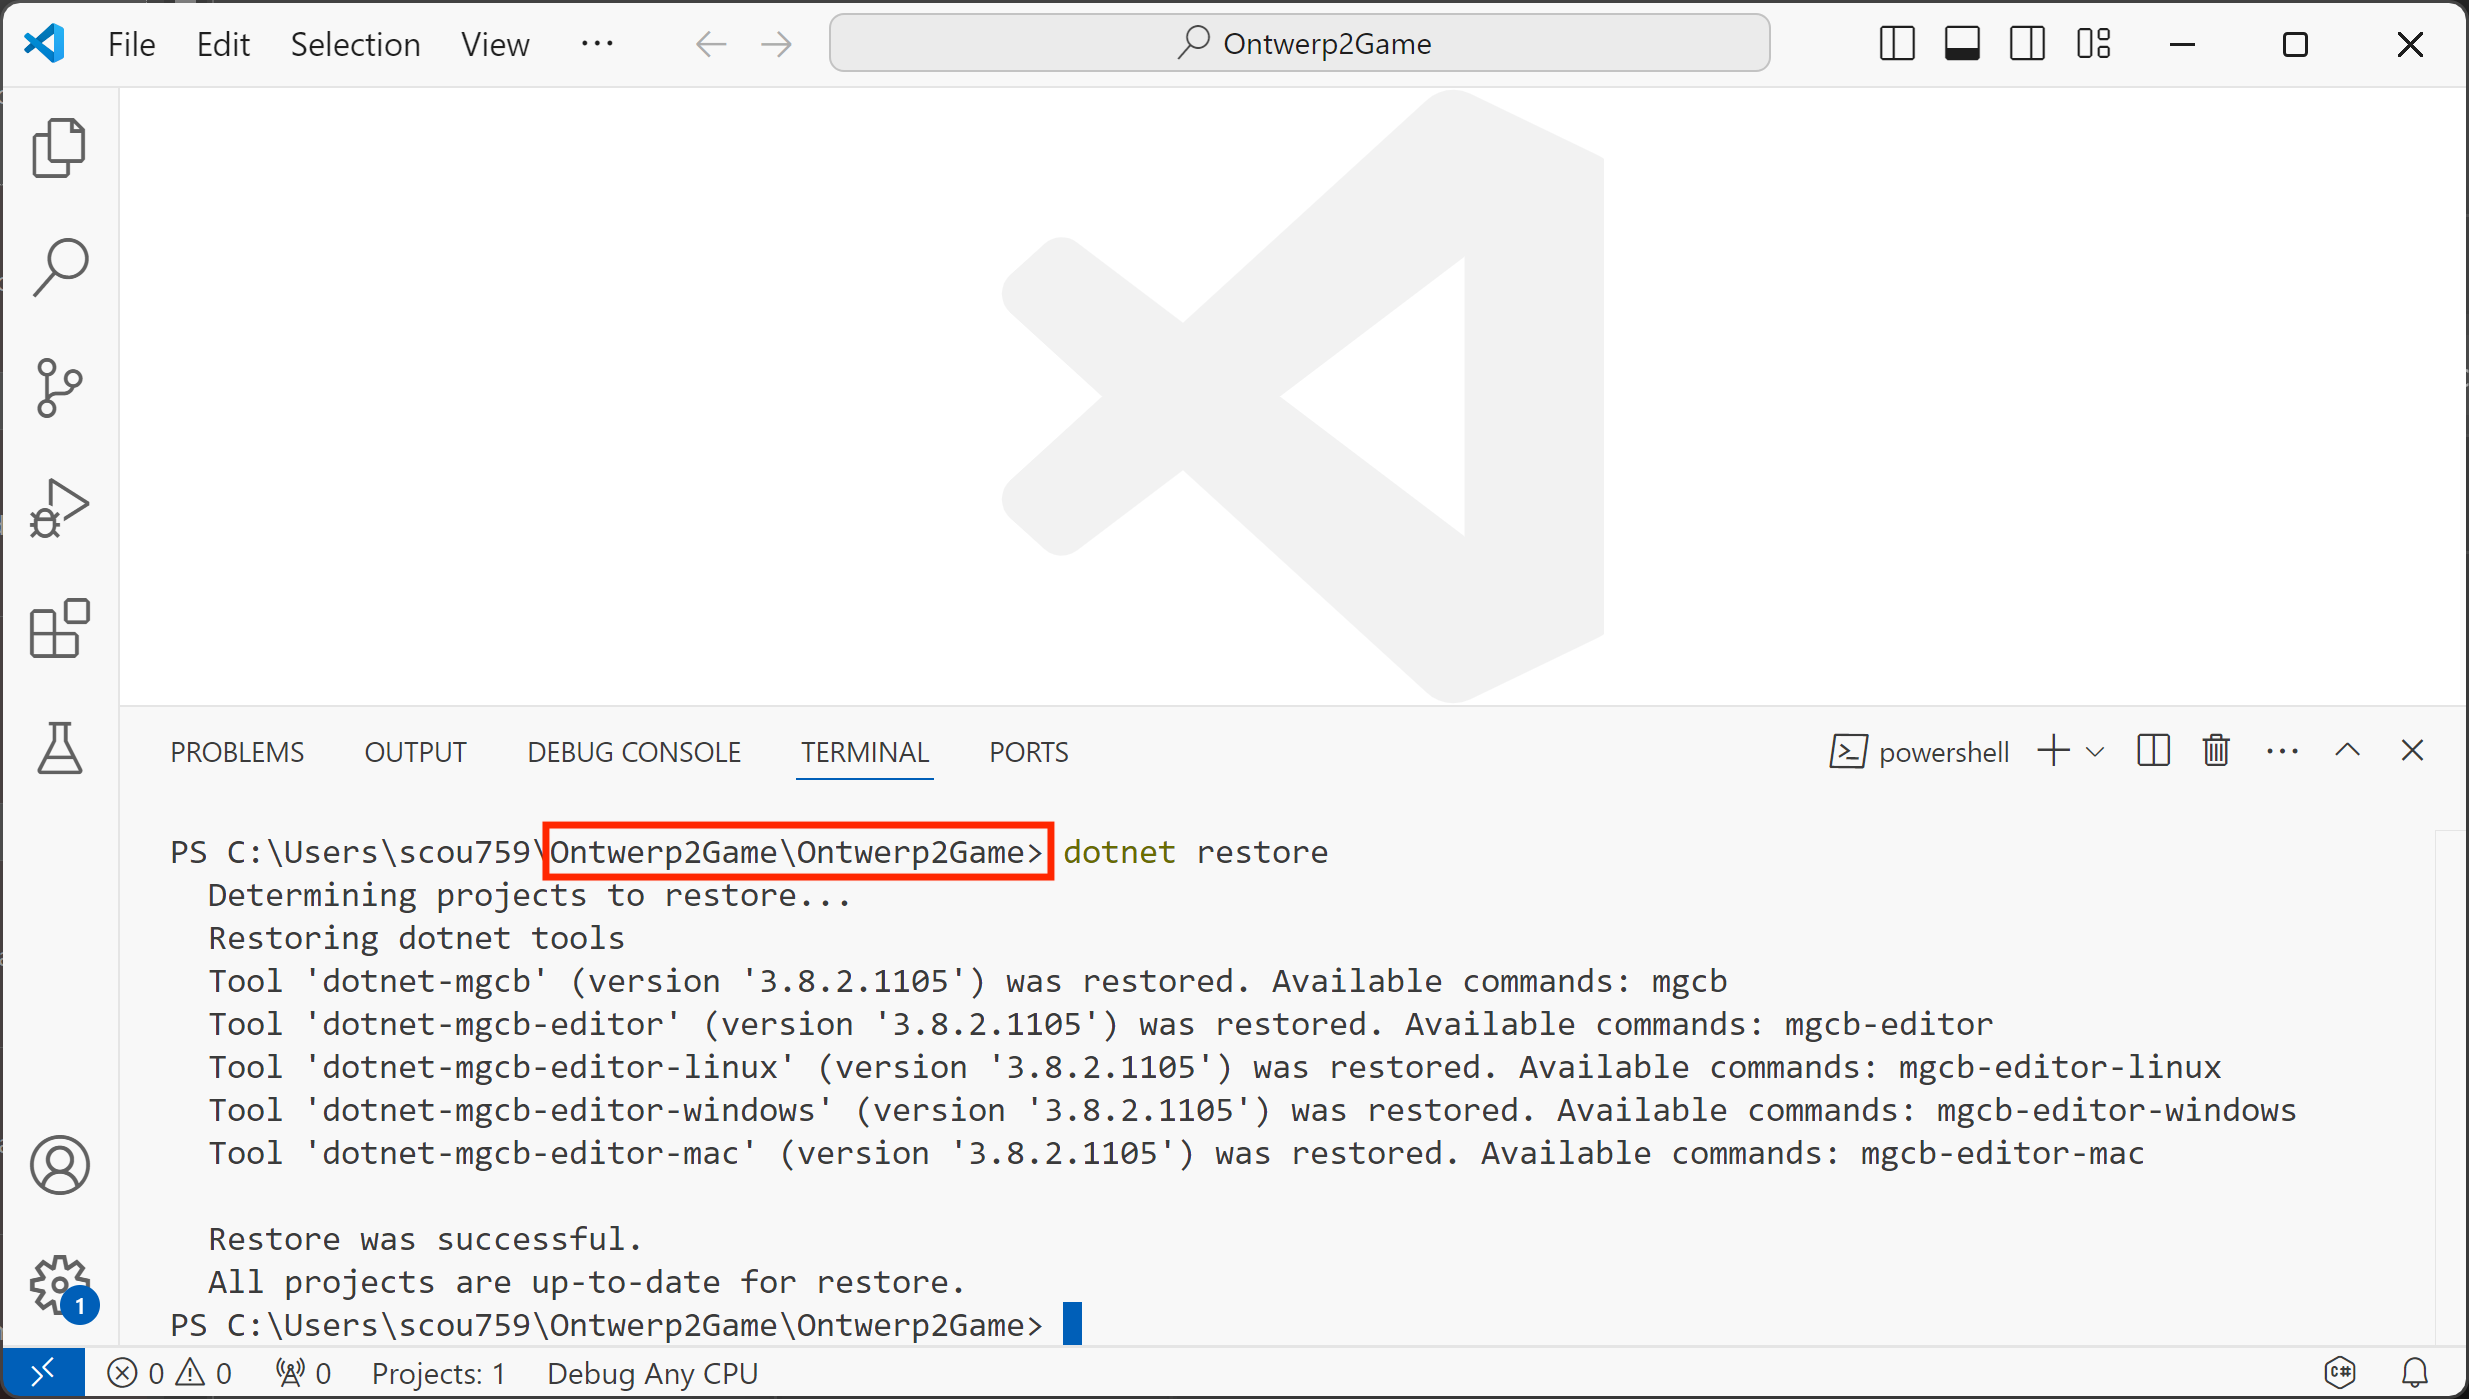 File Edit Selection View ··· Ontwerp2Game
PROBLEMS OUTPUT DEBUG CONSOLE TERMINAL PORTS powershell
PS C:\Users\scou759\Ontwerp2Game\Ontwerp2Game> dotnet restore
Determining projects to restore...
Restoring dotnet tools
Tool 'dotnet-mgcb' (version '3.8.2.1105') was restored. Available commands: mgcb
Tool 'dotnet-mgcb-editor' (version '3.8.2.1105') was restored. Available commands: mgcb-editor
Tool 'dotnet-mgcb-editor-linux' (version '3.8.2.1105') was restored. Available commands: mgcb-editor-linux
Tool 'dotnet-mgcb-editor-windows' (version '3.8.2.1105') was restored. Available commands: mgcb-editor-windows
Tool 'dotnet-mgcb-editor-mac' (version '3.8.2.1105') was restored. Available commands: mgcb-editor-mac
Restore was successful.
All projects are up-to-date for restore.
1
PS C:\Users\scou759\Ontwerp2Game\Ontwerp2Game>
0 0 0 Projects: 1 Debug Any CPU C#